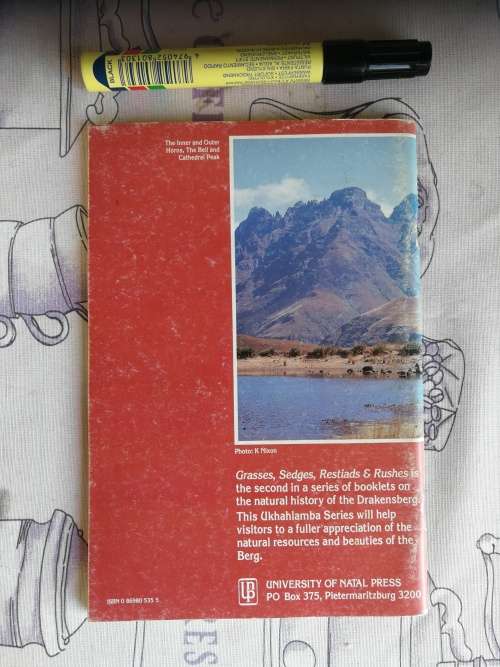 BLACK
The Inner and Outer
Horns, The Bell and
Cathedral Peak
Photo: K Nixon
Grasses, Sedges, Restiads & Rushes is
the second in a series of booklets on
the natural history of the Drakensberg.
This Ukhahlamba Series will help
visitors to a fuller appreciation of the
natural resources and beauties of the
Berg.
UNIVERSITY OF NATAL PRESS
PO Box 375, Pietermaritzburg 3200
ISBN 0 86980 535 5